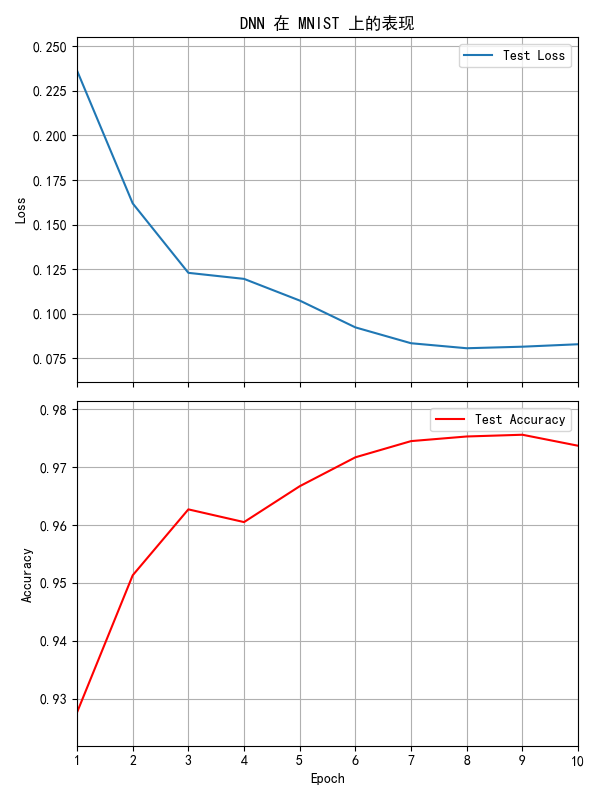 DNN 在 MNIST 上的表现
0.250
0.225
0.200
0.175
0.150
0.125
0.100
0.075
Loss
Test Loss
0.98
0.97
0.96
0.95
0.94
0.93
Accuracy
Test Accuracy
1 2 3 4 5 6 7 8 9 10
Epoch